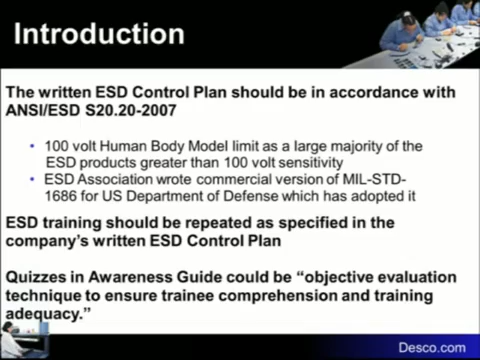 Introduction
The written ESD Control Plan should be in accordance with
ANSI/ESD S20.20-2007
• 100 volt Human Body Model limit as a large majority of the
ESD products greater than 100 volt sensitivity
• ESD Association wrote commercial version of MIL-STD-
1686 for US Department of Defense which has adopted it
ESD training should be repeated as specified in the
company's written ESD Control Plan
Quizzes in Awareness Guide could be “objective evaluation
technique to ensure trainee comprehension and training
adequacy.”
Desco.com